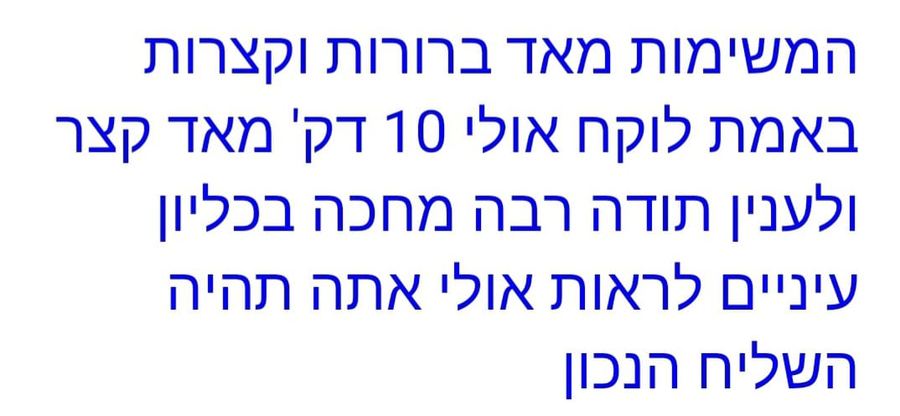 המשימות מאד ברורות וקצרות
באמת לוקח אולי 10 דק' מאד קצר
ולענין תודה רבה מחכה בכליון
עיניים לראות אולי אתה תהיה
השליח הנכון